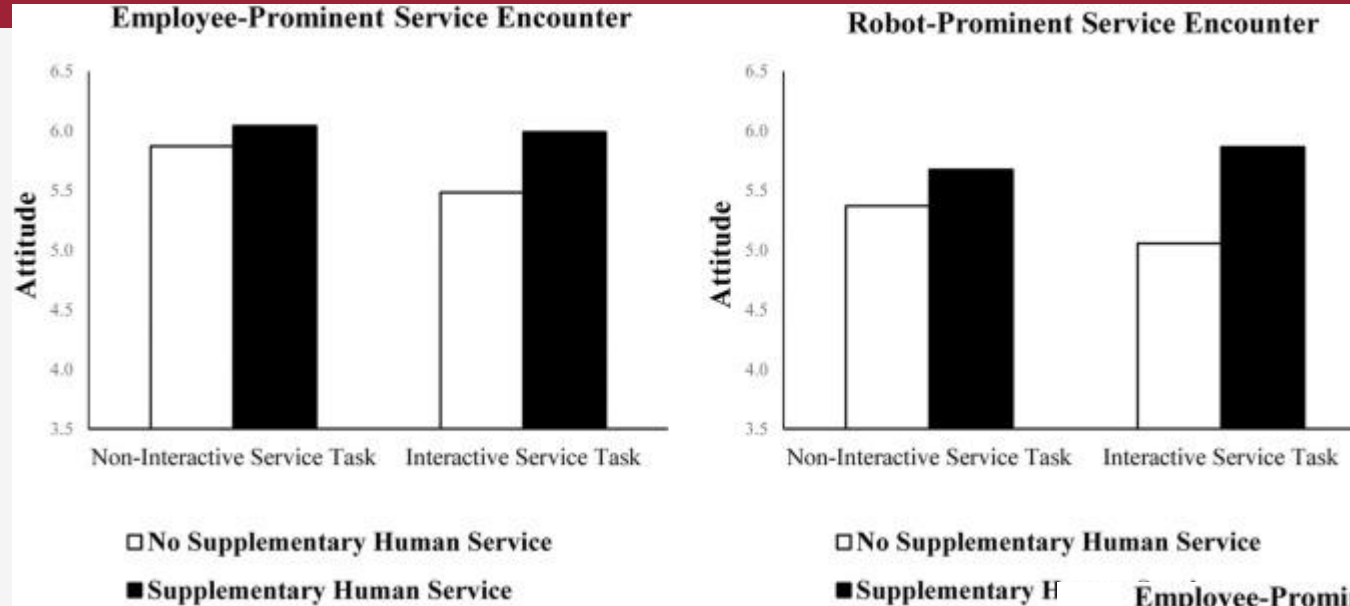 Employee-Prominent Service Encounter
6.5
6.0
5.5
5.0
4.5
4.0
3.5
Attitude
Non-Interactive Service Task Interactive Service Task
□ No Supplementary Human Service
■ Supplementary Human Service
Robot-Prominent Service Encounter
6.5
6.0
5.5
5.0
4.5
4.0
3.5
Attitude
Non-Interactive Service Task Interactive Service Task
□ No Supplementary Human Service
■ Supplementary H
Employee-Promi